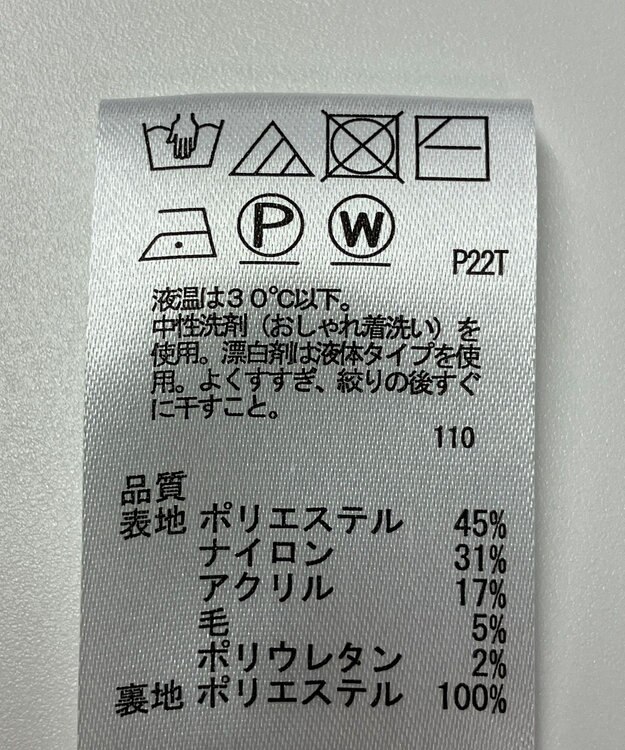 P W
P22T
液温は30℃以下。
中性洗剤（おしゃれ着洗い）を
使用。漂白剤は液体タイプを使
用。よくすすぎ、絞りの後すぐ
に干すこと。
110
品質
表地 ポリエステル 45%
ナイロン 31%
アクリル 17%
毛 5%
ポリウレタン 2%
裏地 ポリエステル 100%